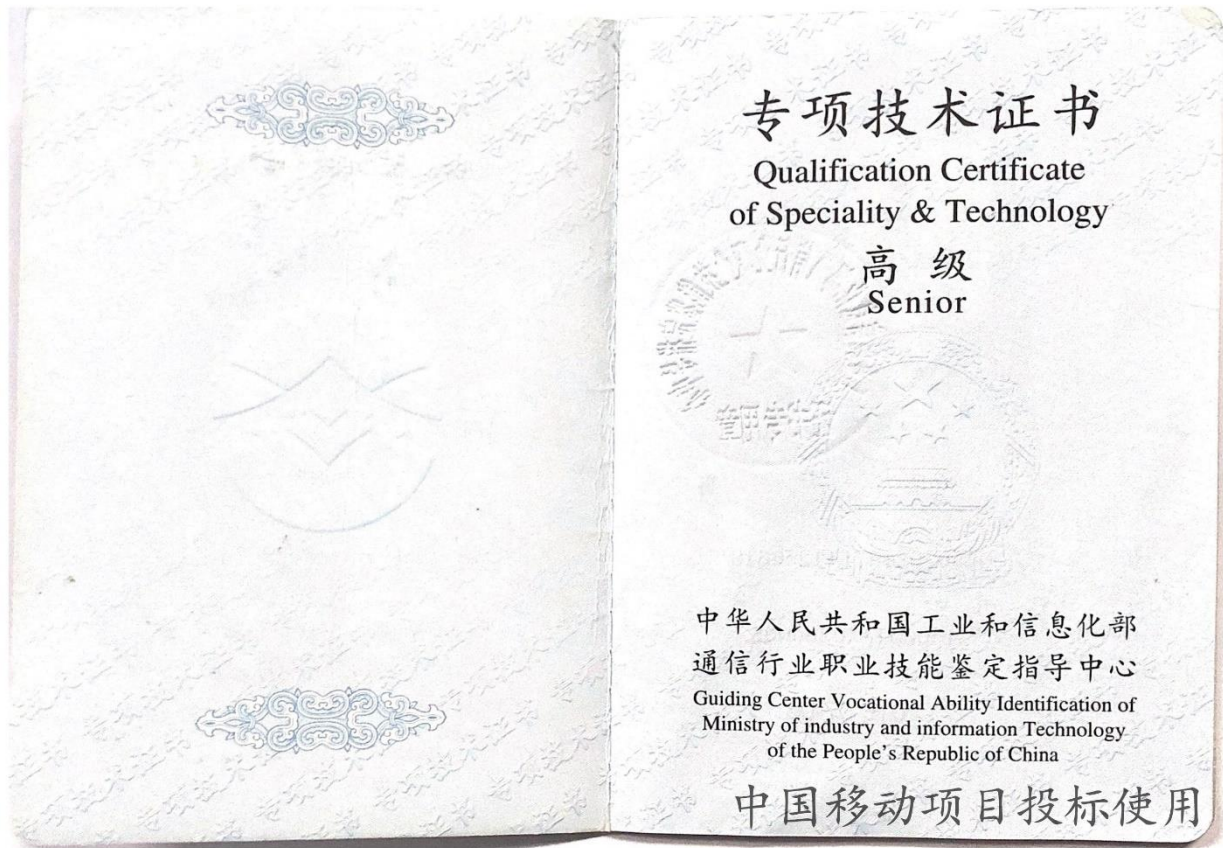 专项技术证书
Qualification Certificate
of Speciality & Technology
高级
Senior
中华人民共和国工业和信息化部
通信行业职业技能鉴定指导中心
Guiding Center Vocational Ability Identification of
Ministry of industry and information Technology
of the People's Republic of China
中国移动项目投标使用